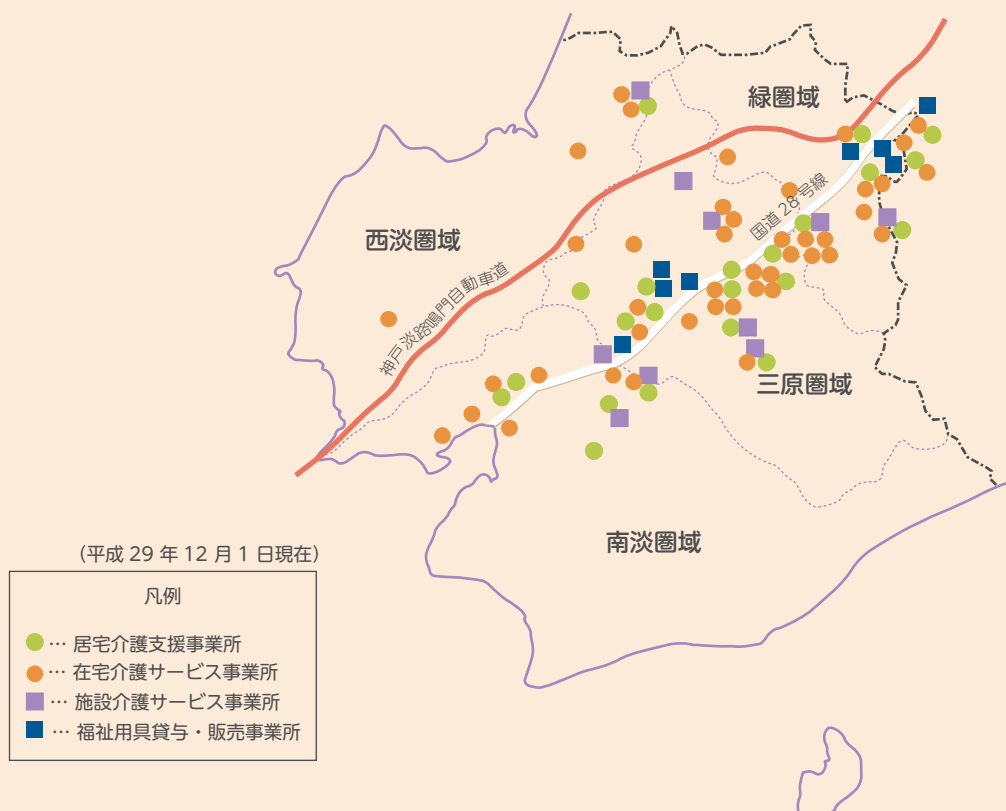 緑圏域
国道 28 号線
西淡圏域
神戸淡路鳴門自動車道
三原圏域
南淡圏域
（平成 29 年 12 月 1 日現在）
凡例
… 居宅介護支援事業所
… 在宅介護サービス事業所
… 施設介護サービス事業所
… 福祉用具貸与・販売事業所